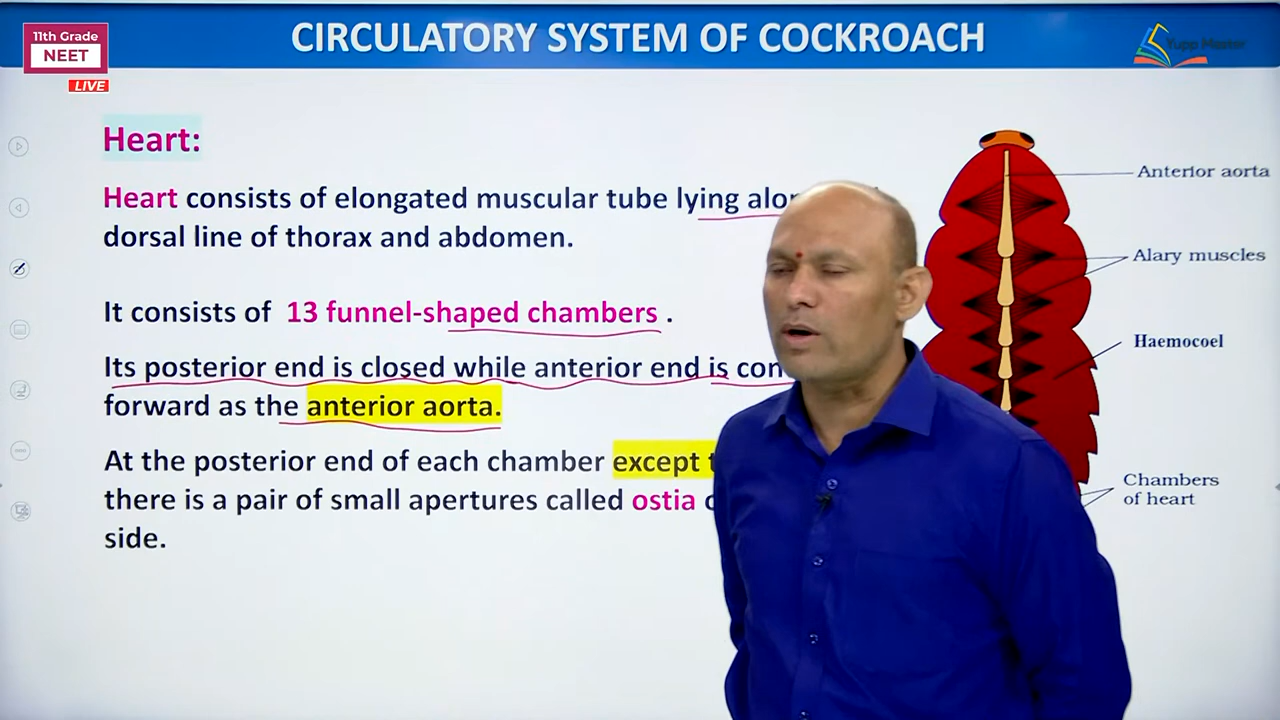 11th Grade
NEET
LIVE
CIRCULATORY SYSTEM OF COCKROACH
Yupp Master
Heart:
Heart consists of elongated muscular tube lying
dorsal line of thorax and abdomen.
It consists of 13 funnel-shaped chambers .
Its posterior end is closed while anterior end is
forward as the anterior aorta.
At the posterior end of each chamber except
there is a pair of small apertures called ostia
side.
Anterior aorta
Alary muscles
Haemocoel
Chambers
of heart